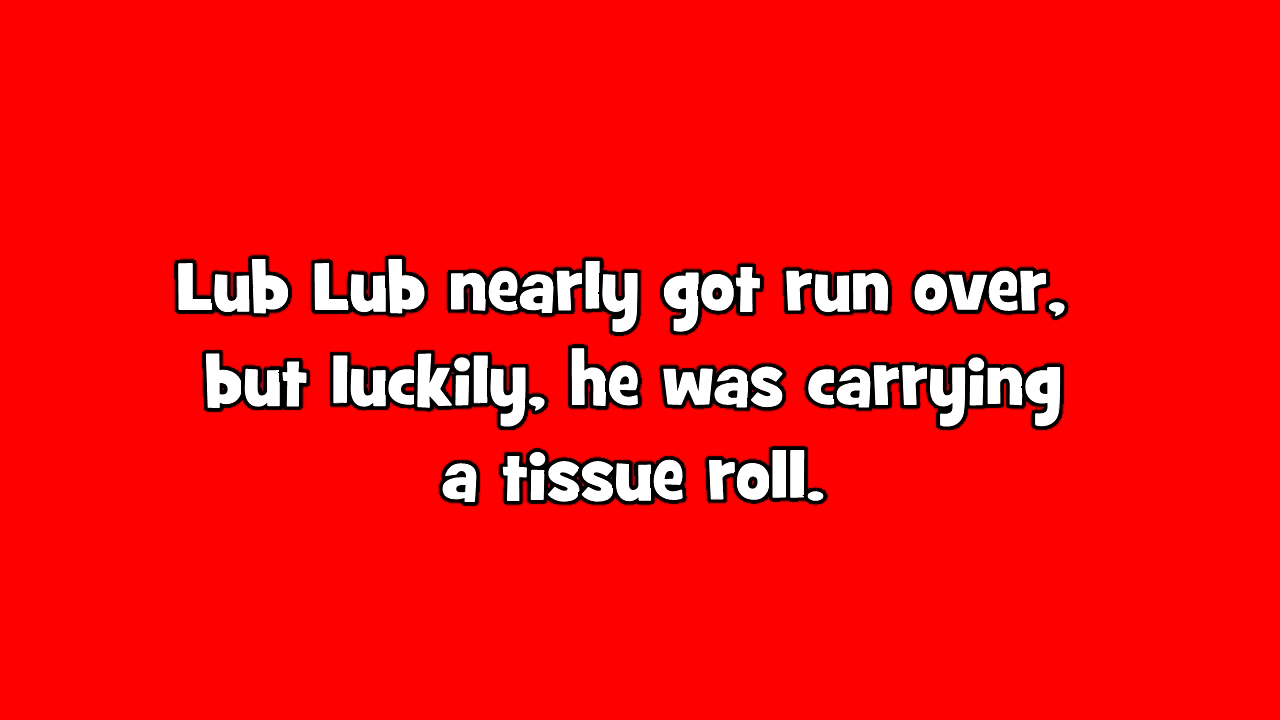 Lub Lub nearly got run over,
but luckily, he was carrying
a tissue roll.